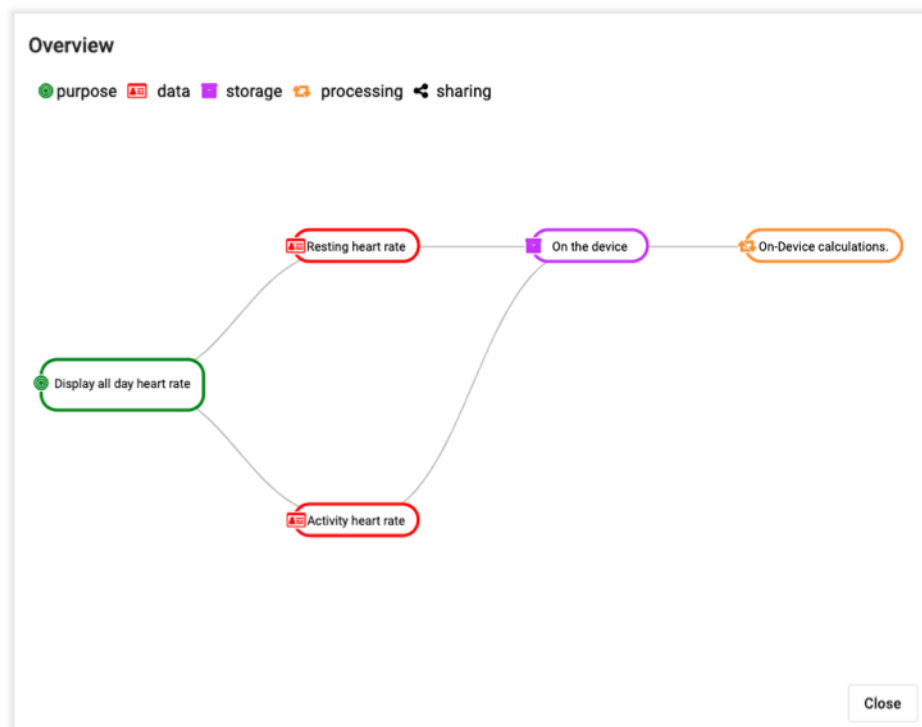 Overview
purpose data storage processing sharing
Resting heart rate On the device On-Device calculations.
Display all day heart rate
Activity heart rate
Close